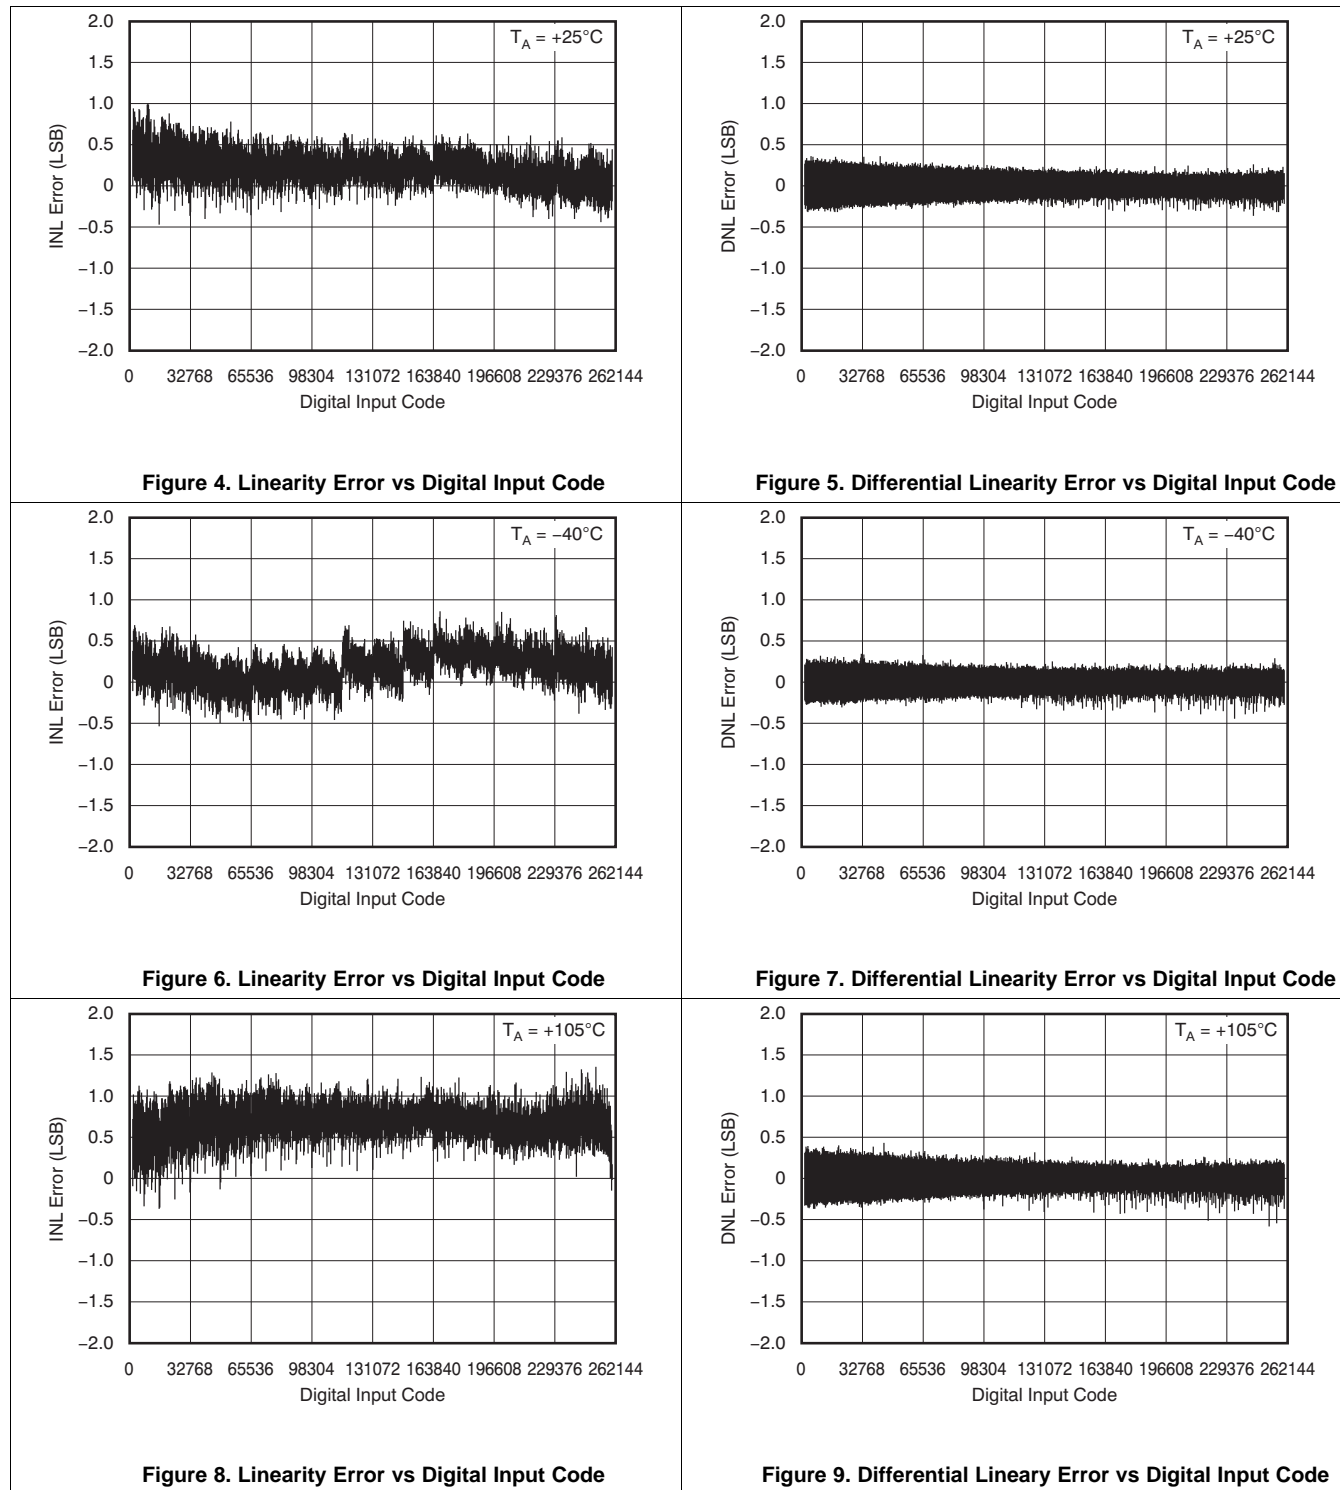 2.0
1.5
1.0
0.5
0
−0.5
−1.0
−1.5
−2.0
INL Error (LSB)
T_A = +25°C
0 32768 65536 98304 131072 163840 196608 229376 262144
Digital Input Code
Figure 4. Linearity Error vs Digital Input Code
2.0
1.5
1.0
0.5
0
−0.5
−1.0
−1.5
−2.0
DNL Error (LSB)
T_A = +25°C
0 32768 65536 98304 131072 163840 196608 229376 262144
Digital Input Code
Figure 5. Differential Linearity Error vs Digital Input Code
2.0
1.5
1.0
0.5
0
−0.5
−1.0
−1.5
−2.0
INL Error (LSB)
T_A = −40°C
0 32768 65536 98304 131072 163840 196608 229376 262144
Digital Input Code
Figure 6. Linearity Error vs Digital Input Code
2.0
1.5
1.0
0.5
0
−0.5
−1.0
−1.5
−2.0
DNL Error (LSB)
T_A = −40°C
0 32768 65536 98304 131072 163840 196608 229376 262144
Digital Input Code
Figure 7. Differential Linearity Error vs Digital Input Code
2.0
1.5
1.0
0.5
0
−0.5
−1.0
−1.5
−2.0
INL Error (LSB)
T_A = +105°C
0 32768 65536 98304 131072 163840 196608 229376 262144
Digital Input Code
Figure 8. Linearity Error vs Digital Input Code
2.0
1.5
1.0
0.5
0
−0.5
−1.0
−1.5
−2.0
DNL Error (LSB)
T_A = +105°C
0 32768 65536 98304 131072 163840 196608 229376 262144
Digital Input Code
Figure 9. Differential Lineary Error vs Digital Input Code